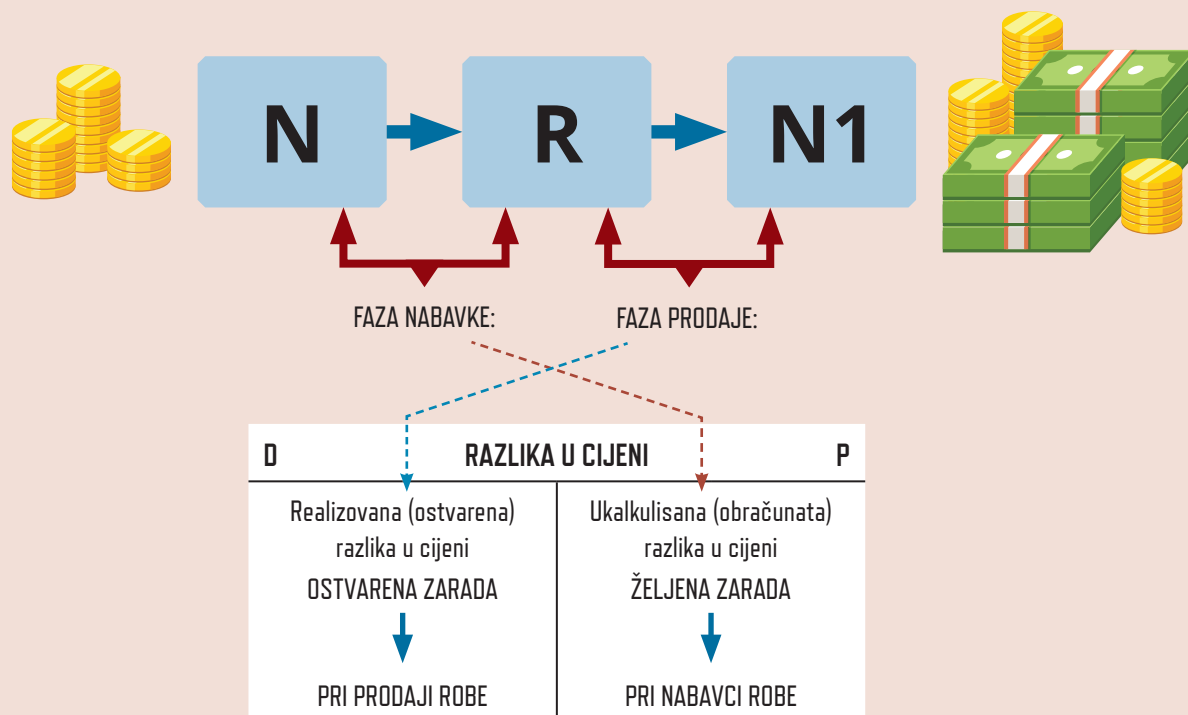 N
R
N1
FAZA NABAVKE:
FAZA PRODAJE:
D
RAZLIKA U CIJENI
P
Realizovana (ostvarena)
razlika u cijeni
OSTVARENA ZARADA
PRI PRODAJI ROBE
Ukalkulisana (obračunata)
razlika u cijeni
ŽELJENA ZARADA
PRI NABAVCI ROBE